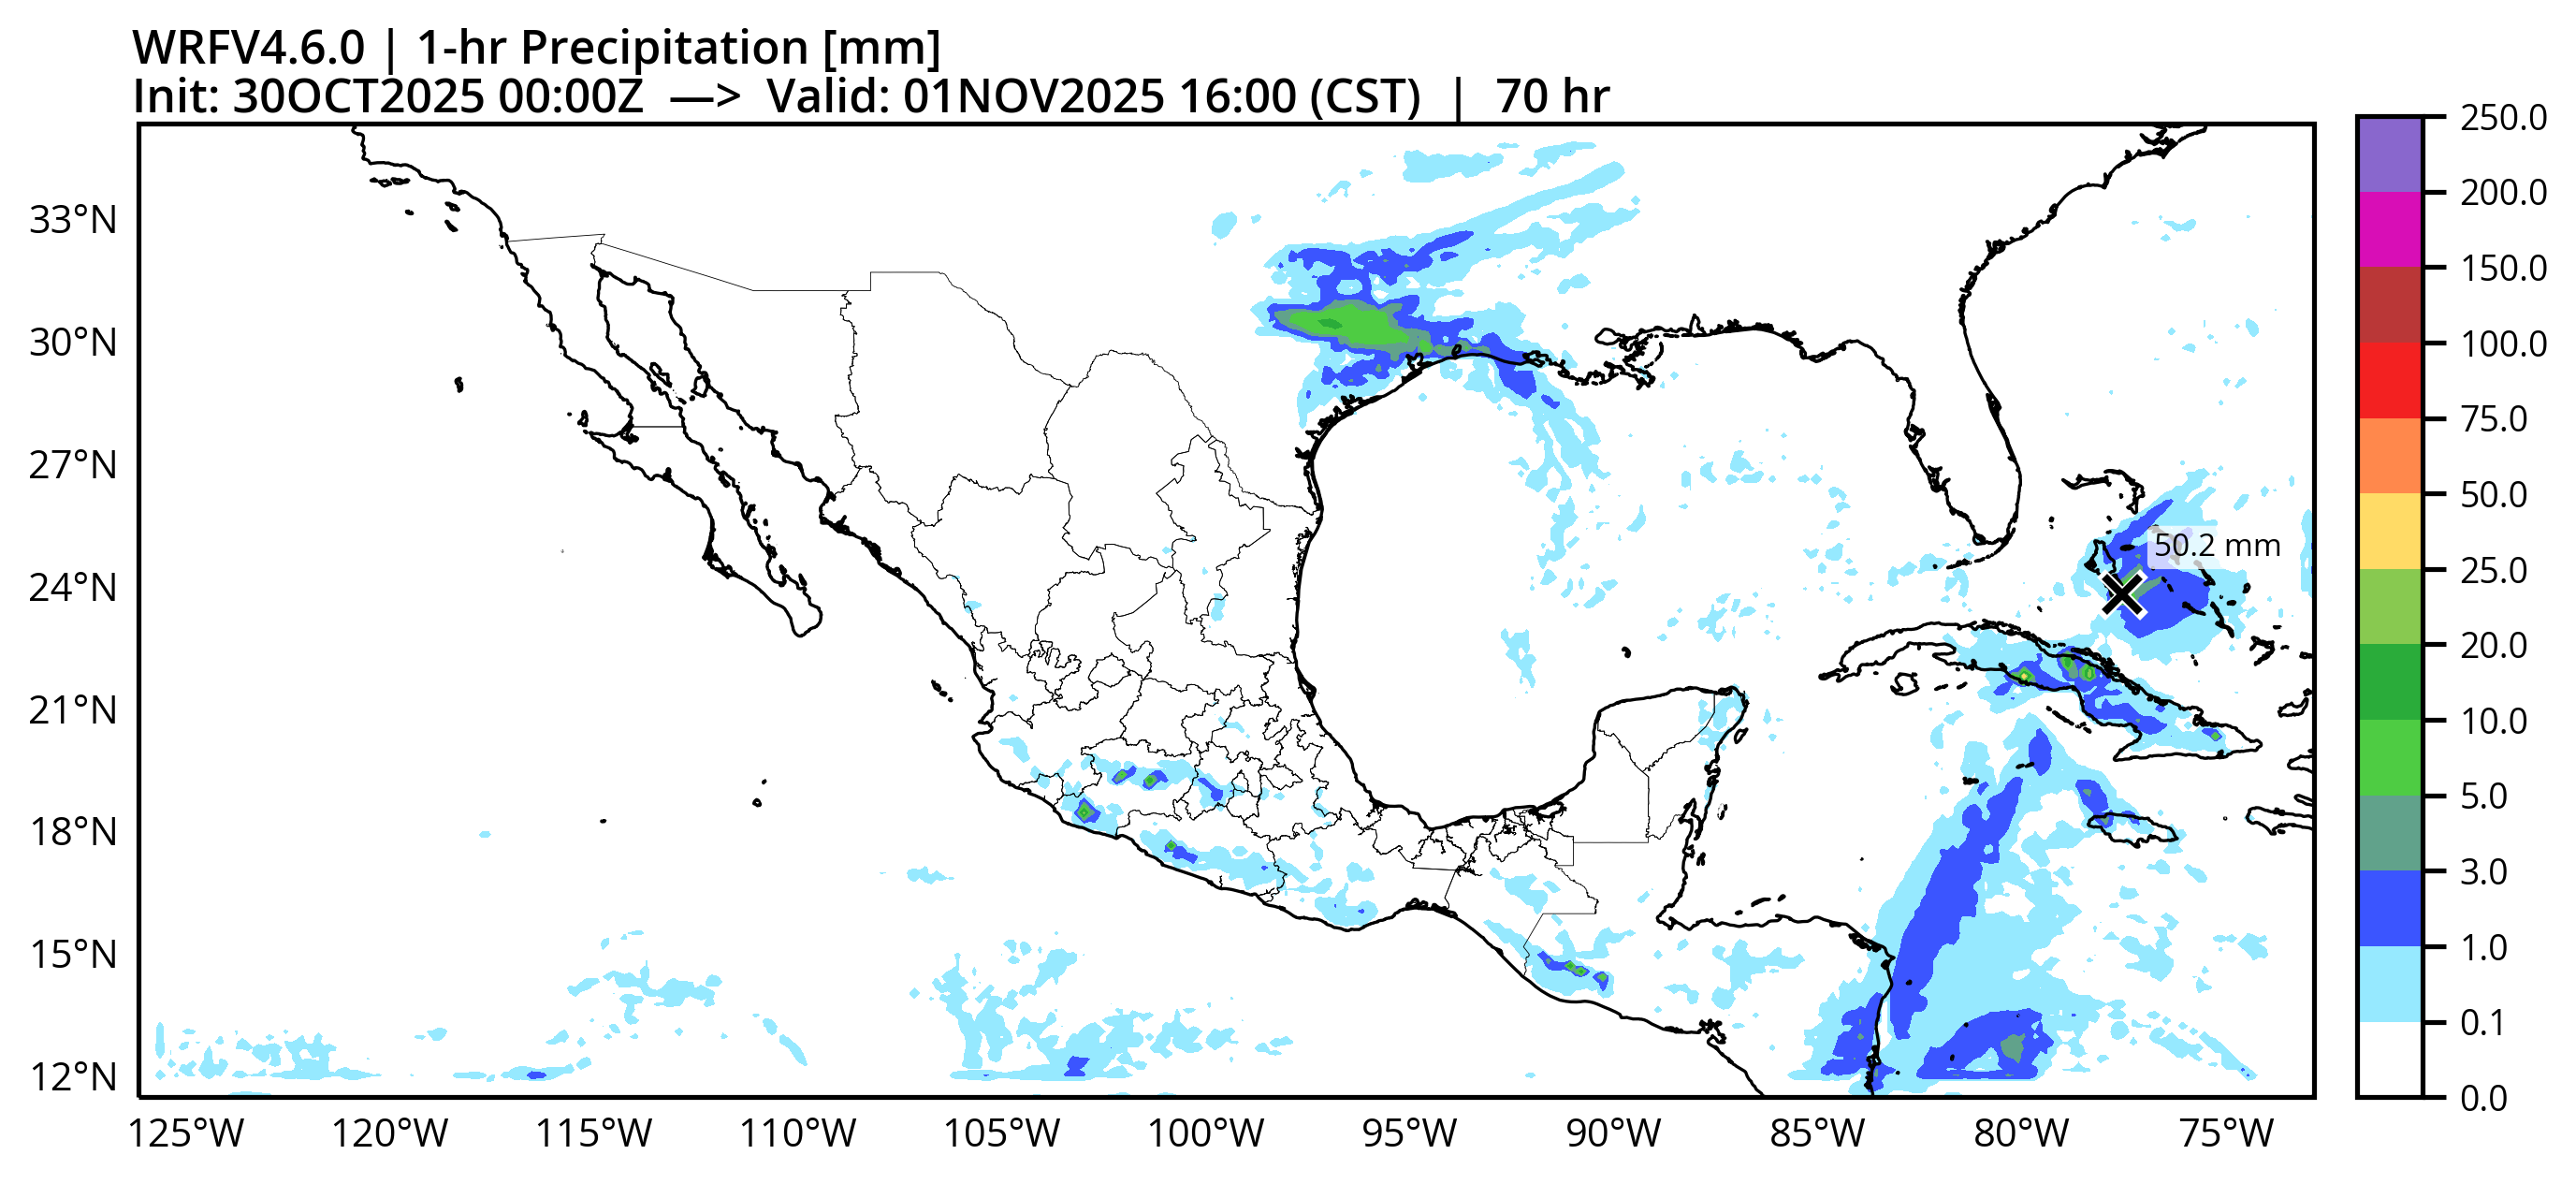 WRFV4.6.0 | 1-hr Precipitation [mm]
Init: 30OCT2025 00:00Z —> Valid: 01NOV2025 16:00 (CST) | 70 hr
33°N
30°N
27°N
24°N
21°N
18°N
15°N
12°N
125°W 120°W 115°W 110°W 105°W 100°W 95°W 90°W 85°W 80°W 75°W
50.2 mm
250.0
200.0
150.0
100.0
75.0
50.0
25.0
20.0
10.0
5.0
3.0
1.0
0.1
0.0